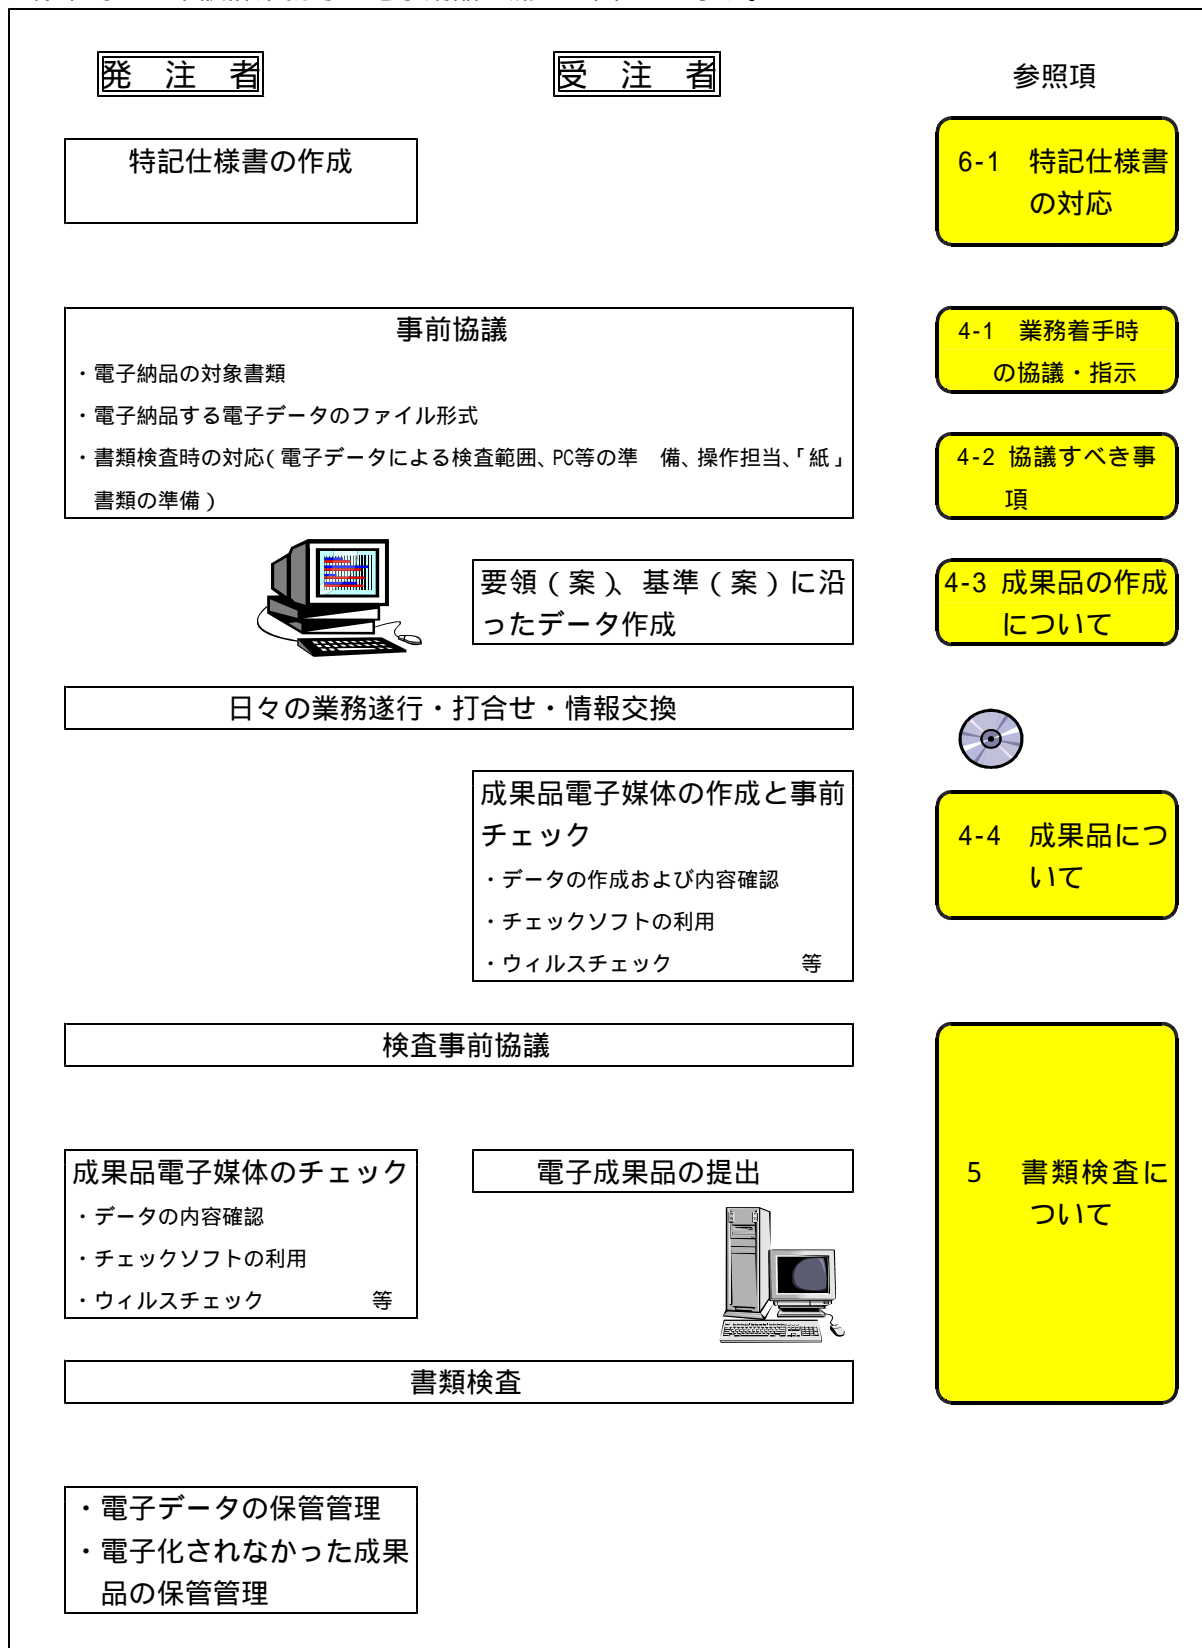 発　注　者
受　注　者
参照項
特記仕様書の作成
6-1　特記仕様書
の対応
事前協議
・電子納品の対象書類
・電子納品する電子データのファイル形式
・書類検査時の対応(電子データによる検査範囲、PC等の準　備、操作担当、「紙」
書類の準備)
4-1　業務着手時
の協議・指示
4-2 協議すべき事
項
要領(案)、基準(案)に沿
ったデータ作成
4-3 成果品の作成
について
日々の業務遂行・打合せ・情報交換
成果品電子媒体の作成と事前
チェック
・データの作成および内容確認
・チェックソフトの利用
・ウィルスチェック　　　　　等
4-4　成果品につ
いて
検査事前協議
成果品電子媒体のチェック
・データの内容確認
・チェックソフトの利用
・ウィルスチェック　　　　　等
電子成果品の提出
5　書類検査に
ついて
書類検査
・電子データの保管管理
・電子化されなかった成果
品の保管管理